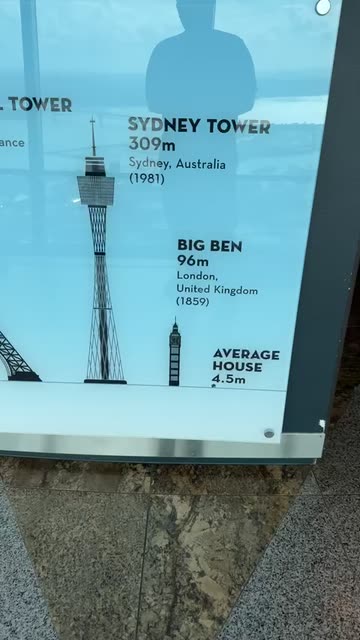 L TOWER
ance
SYDNEY TOWER
309m
Sydney, Australia
(1981)
BIG BEN
96m
London,
United Kingdom
(1859)
AVERAGE
HOUSE
4.5m